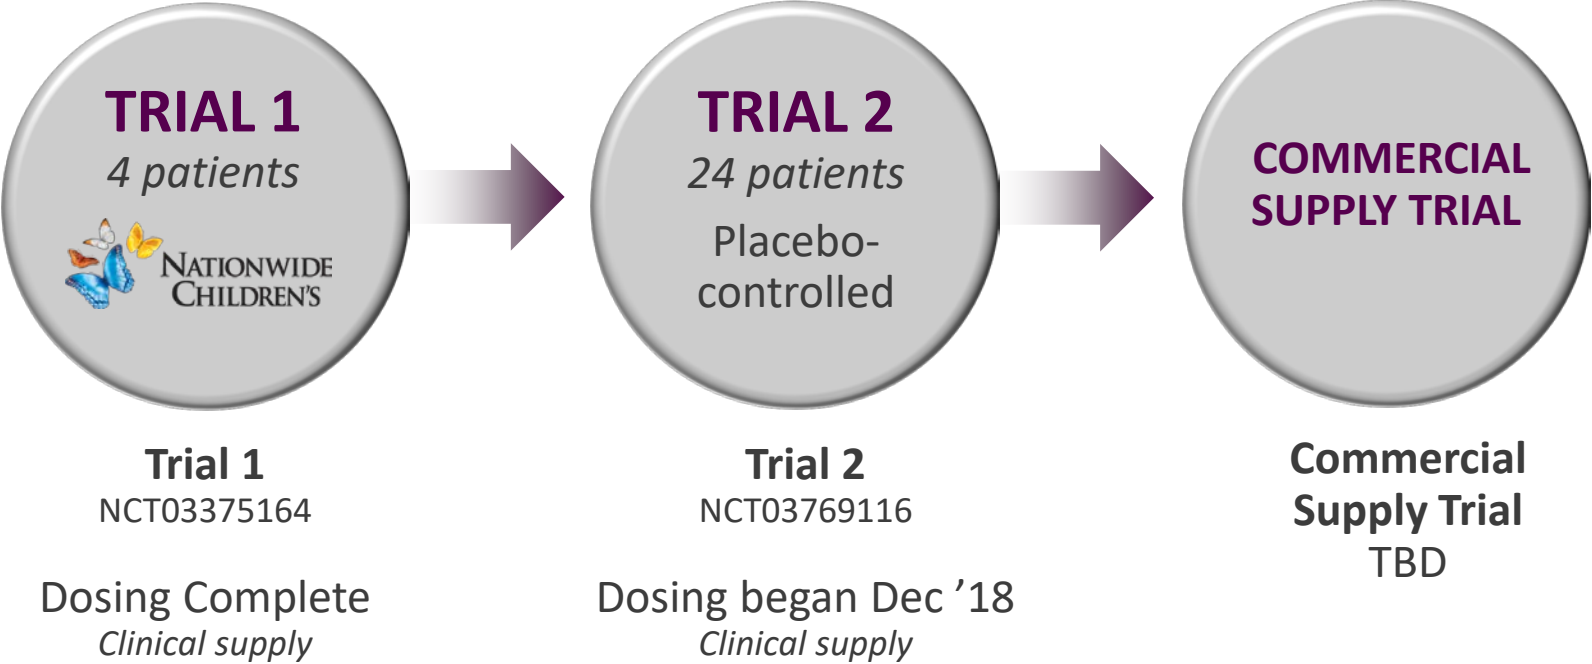 TRIAL 1
4 patients
NATIONWIDE
CHILDREN'S
TRIAL 2
24 patients
Placebo-
controlled
COMMERCIAL
SUPPLY TRIAL
Trial 1
NCT03375164
Dosing Complete
Clinical supply
Trial 2
NCT03769116
Dosing began Dec ’18
Clinical supply
Commercial
Supply Trial
TBD